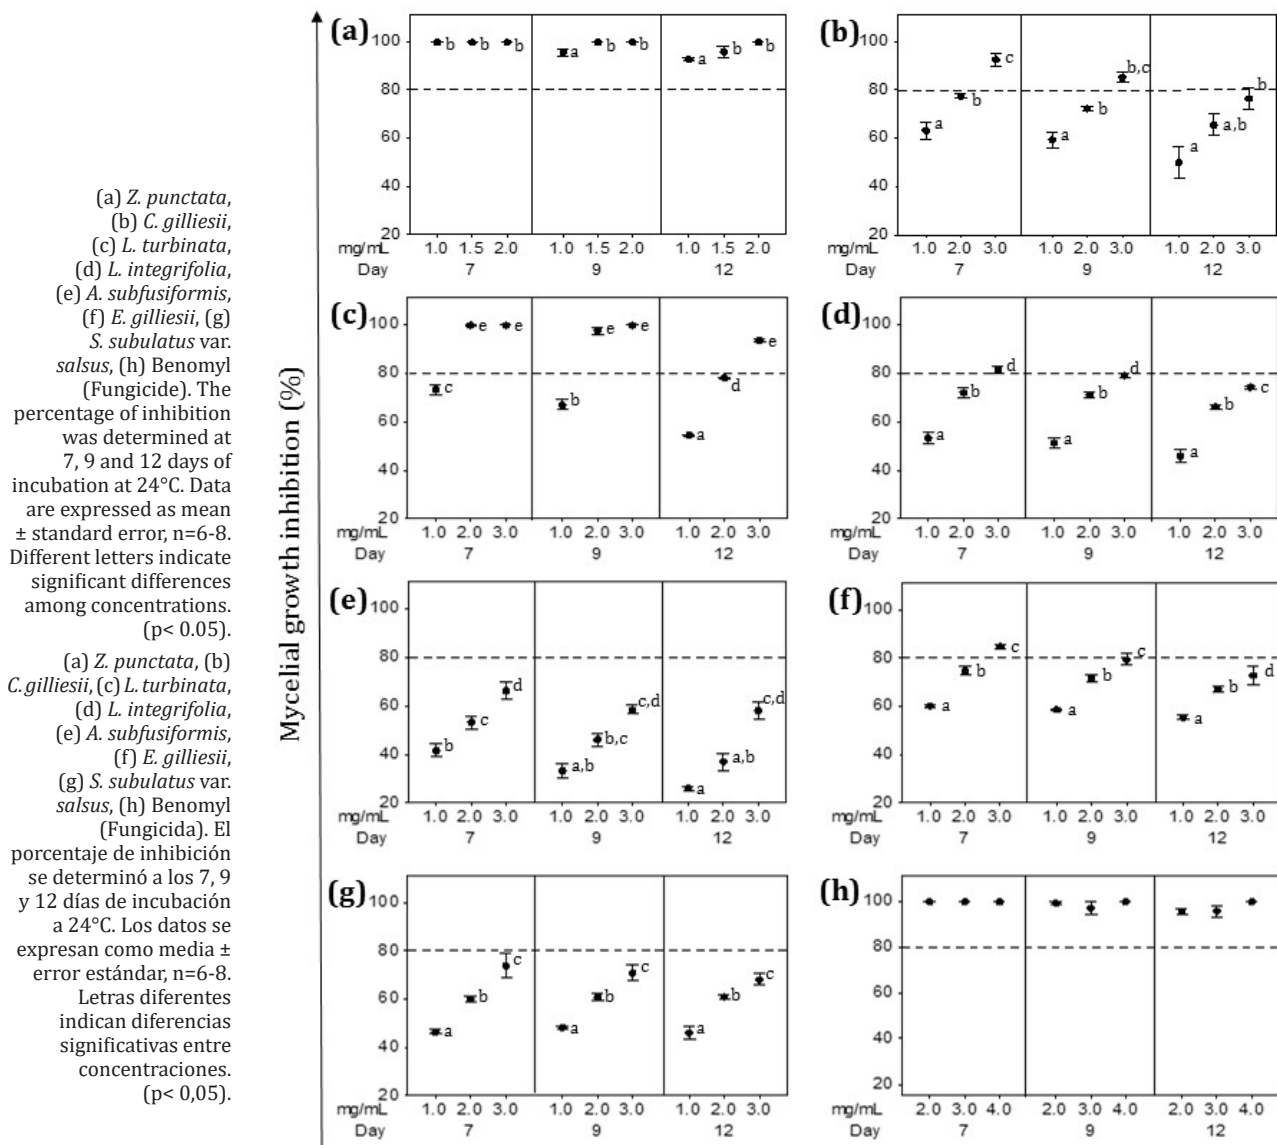 (a) Z. punctata,
(b) C. gilliesii,
(c) L. turbinata,
(d) L. integrifolia,
(e) A. subfusiformis,
(f) E. gilliesii, (g)
S. subulatus var.
salsus, (h) Benomyl
(Fungicide). The
percentage of inhibition
was determined at
7, 9 and 12 days of
incubation at 24°C. Data
are expressed as mean
± standard error, n=6-8.
Different letters indicate
significant differences
among concentrations.
(p< 0.05).
(a) Z. punctata, (b)
C. gilliesii, (c) L. turbinata,
(d) L. integrifolia,
(e) A. subfusiformis,
(f) E. gilliesii,
(g) S. subulatus var.
salsus, (h) Benomyl
(Fungicida). El
porcentaje de inhibición
se determinó a los 7, 9
y 12 días de incubación
a 24°C. Los datos se
expresan como media ±
error estándar, n=6-8.
Letras diferentes
indican diferencias
significativas entre
concentraciones.
(p< 0,05).
Mycelial growth inhibition (%)
(a)
100
80
60
40
20
b b b a b b a b b
mg/mL 1.0 1.5 2.0 1.0 1.5 2.0 1.0 1.5 2.0
Day 7 9 12
(b)
100
80
60
40
20
a b c a b b,c a a,b b
mg/mL 1.0 2.0 3.0 1.0 2.0 3.0 1.0 2.0 3.0
Day 7 9 12
(c)
100
80
60
40
20
c e e b e e a d e
mg/mL 1.0 2.0 3.0 1.0 2.0 3.0 1.0 2.0 3.0
Day 7 9 12
(d)
100
80
60
40
20
a b d a b d a b c
mg/mL 1.0 2.0 3.0 1.0 2.0 3.0 1.0 2.0 3.0
Day 7 9 12
(e)
100
80
60
40
20
b c d a,b b,c c,d a a,b c,d
mg/mL 1.0 2.0 3.0 1.0 2.0 3.0 1.0 2.0 3.0
Day 7 9 12
(f)
100
80
60
40
20
a b c a b c a b d
mg/mL 1.0 2.0 3.0 1.0 2.0 3.0 1.0 2.0 3.0
Day 7 9 12
(g)
100
80
60
40
20
a b c a b c a b c
mg/mL 1.0 2.0 3.0 1.0 2.0 3.0 1.0 2.0 3.0
Day 7 9 12
(h)
100
80
60
40
20
mg/mL 2.0 3.0 4.0 2.0 3.0 4.0 2.0 3.0 4.0
Day 7 9 12